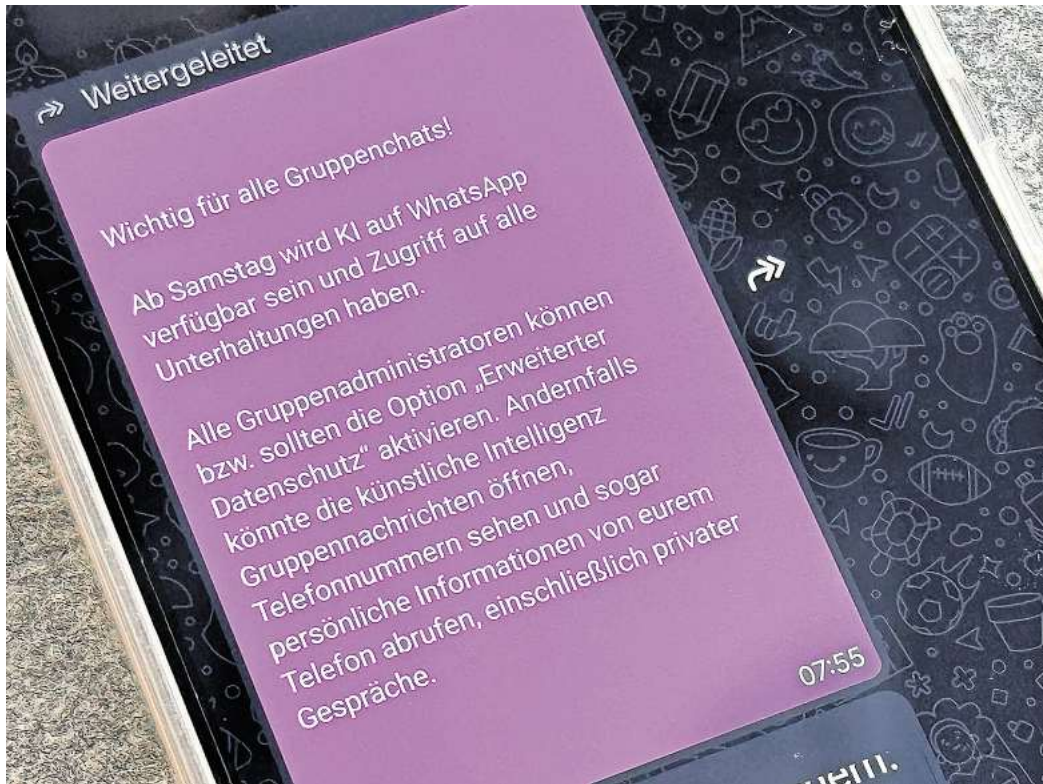 Weitergeleitet
Wichtig für alle Gruppenchats!
Ab Samstag wird KI auf WhatsApp
verfügbar sein und Zugriff auf alle
Unterhaltungen haben.
Alle Gruppenadministratoren können
bzw. sollten die Option „Erweiterter
Datenschutz“ aktivieren. Andernfalls
könnte die künstliche Intelligenz
Gruppennachrichten öffnen,
Telefonnummern sehen und sogar
persönliche Informationen von eurem
Telefon abrufen, einschließlich privater
Gespräche.
07:55